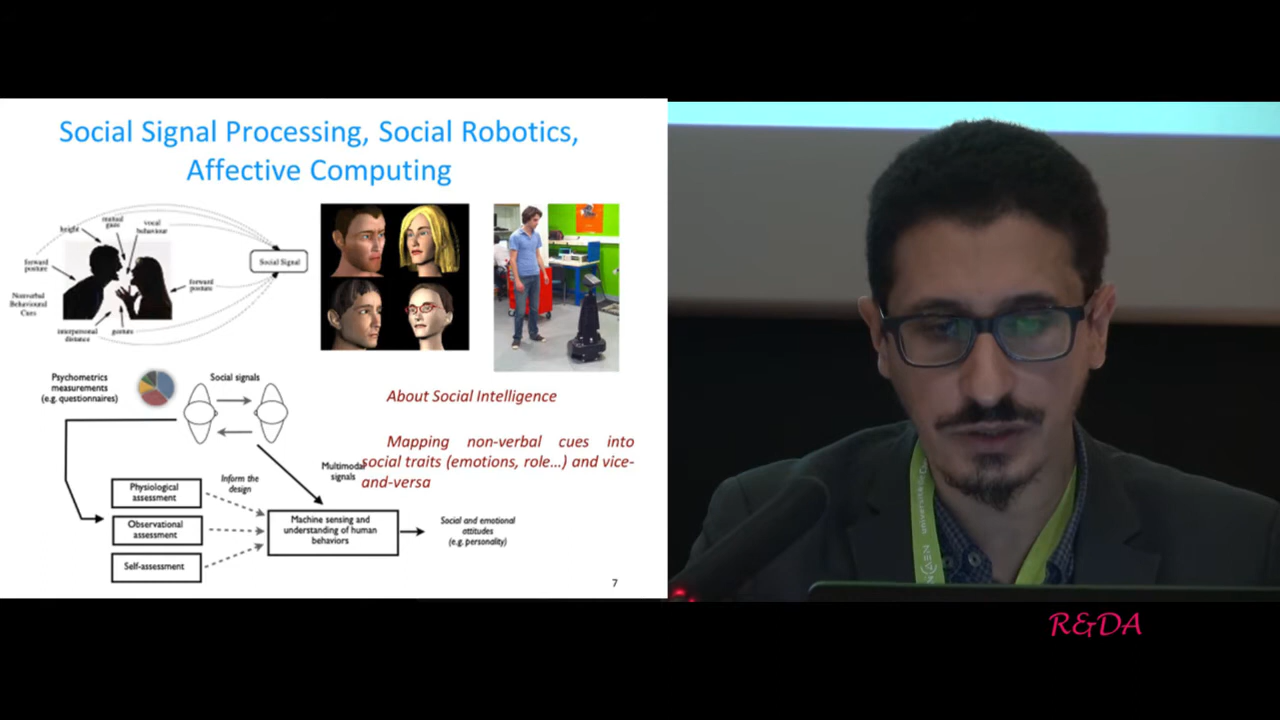 Social Signal Processing, Social Robotics,
Affective Computing
mutual
gaze
vocal
behaviour
height
forward
posture
Social Signal
forward
posture
Nonverbal
Behavioural
Cues
interpersonal
distance
gesture
Psychometrics
measurements
(e.g. questionnaires)
Social signals
About Social Intelligence
Mapping non-verbal cues into
social traits (emotions, role...) and vice-
and-versa
Multimodal
signals
Inform the
design
Physiological
assessment
Observational
assessment
Self-assessment
Machine sensing and
understanding of human
behaviors
Social and emotional
attitudes
(e.g. personality)
7
université de
R&DA